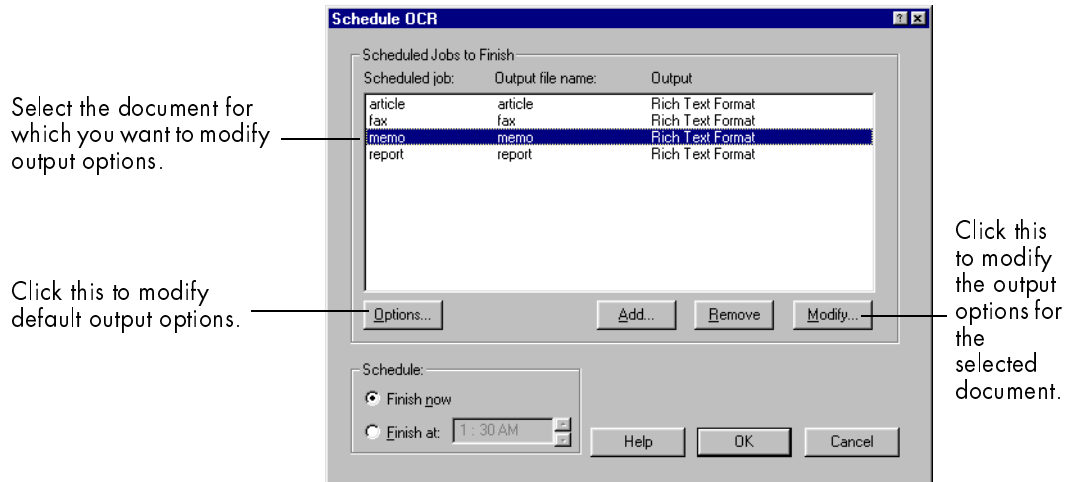 Schedule OCR
Scheduled Jobs to Finish
Scheduled job: Output file name: Output
article article Rich Text Format
fax fax Rich Text Format
memo memo Rich Text Format
report report Rich Text Format
Select the document for
which you want to modify
output options.
Click this to modify
default output options.
Options... Add... Remove Modify...
Click this
to modify
the output
options for
the
selected
document.
Schedule:
Finish now
Finish at: 1 : 30 AM
Help OK Cancel